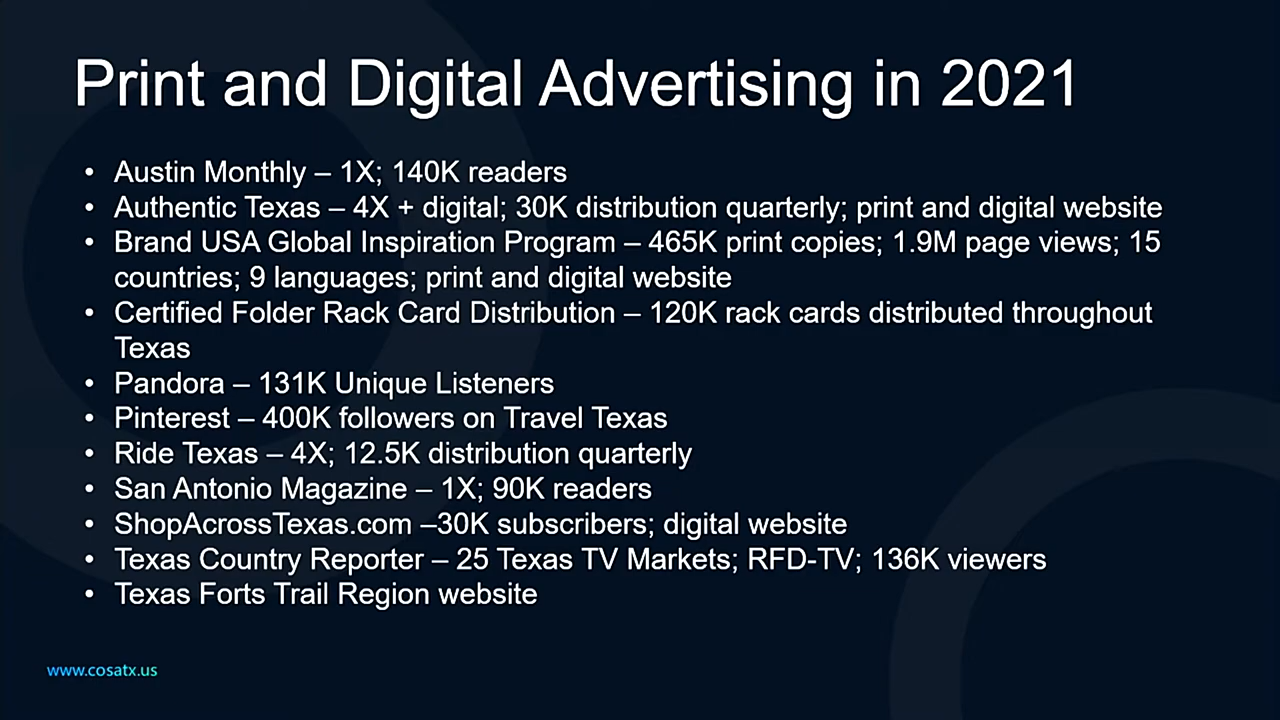 Print and Digital Advertising in 2021
• Austin Monthly – 1X; 140K readers
• Authentic Texas – 4X + digital; 30K distribution quarterly; print and digital website
• Brand USA Global Inspiration Program – 465K print copies; 1.9M page views; 15
countries; 9 languages; print and digital website
• Certified Folder Rack Card Distribution – 120K rack cards distributed throughout
Texas
• Pandora – 131K Unique Listeners
• Pinterest – 400K followers on Travel Texas
• Ride Texas – 4X; 12.5K distribution quarterly
• San Antonio Magazine – 1X; 90K readers
• ShopAcrossTexas.com –30K subscribers; digital website
• Texas Country Reporter – 25 Texas TV Markets; RFD-TV; 136K viewers
• Texas Forts Trail Region website
www.cosatx.us